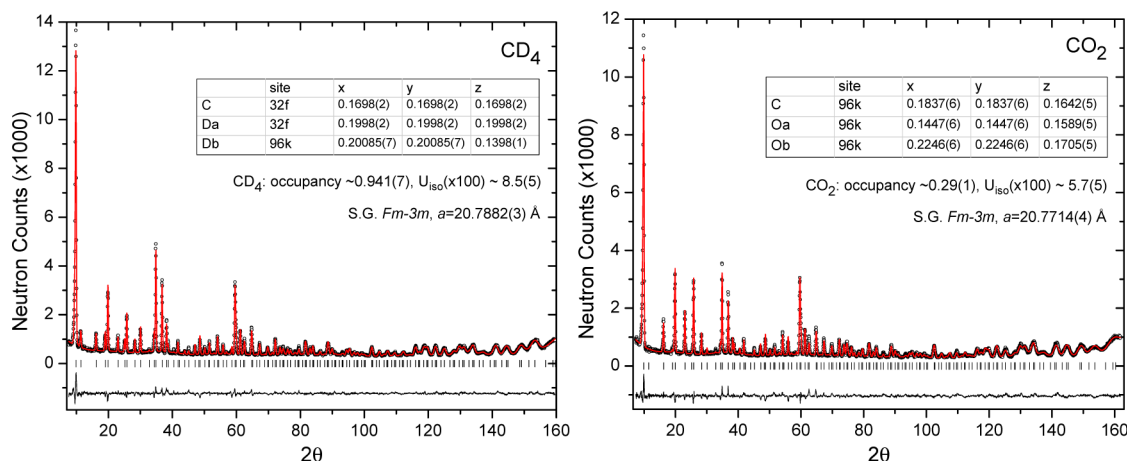 CD4
site x y z
C 32f 0.1698(2) 0.1698(2) 0.1698(2)
Da 32f 0.1998(2) 0.1998(2) 0.1998(2)
Db 96k 0.20085(7) 0.20085(7) 0.1398(1)
CD4: occupancy ~0.941(7), Uiso(x100) ~ 8.5(5)
S.G. Fm-3m, a=20.7882(3) Å
Neutron Counts (x1000)
14
12
10
8
6
4
2
0
20 40 60 80 100 120 140 160
2θ
CO2
site x y z
C 96k 0.1837(6) 0.1837(6) 0.1642(5)
Oa 96k 0.1447(6) 0.1447(6) 0.1589(5)
Ob 96k 0.2246(6) 0.2246(6) 0.1705(5)
CO2: occupancy ~0.29(1), Uiso(x100) ~ 5.7(5)
S.G. Fm-3m, a=20.7714(4) Å
Neutron Counts (x1000)
12
10
8
6
4
2
0
20 40 60 80 100 120 140 160
2θ